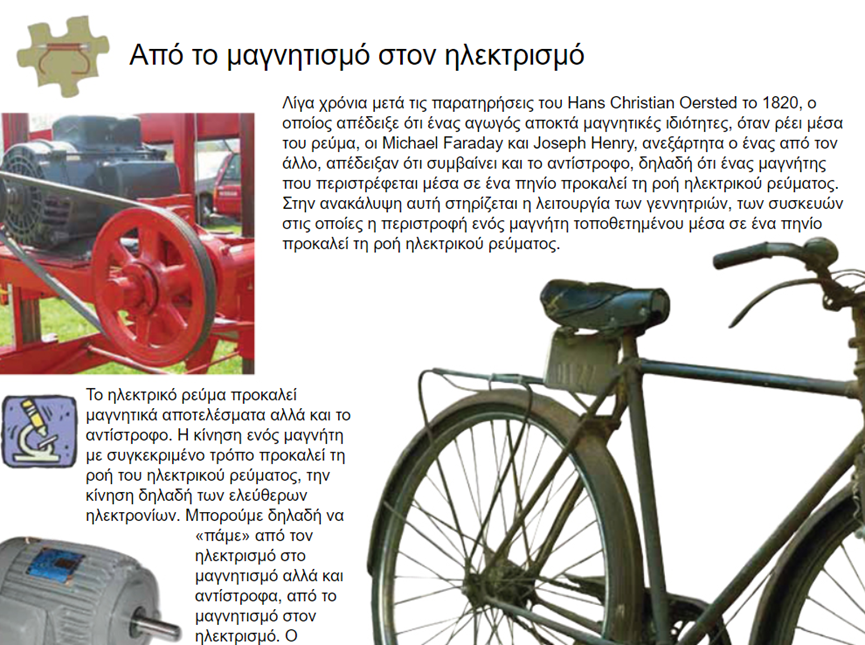 Από το μαγνητισμό στον ηλεκτρισμό
Λίγα χρόνια μετά τις παρατηρήσεις του Hans Christian Oersted το 1820, ο
οποίος απέδειξε ότι ένας αγωγός αποκτά μαγνητικές ιδιότητες, όταν ρέει μέσα
του ρεύμα, οι Michael Faraday και Joseph Henry, ανεξάρτητα ο ένας από τον
άλλο, απέδειξαν ότι συμβαίνει και το αντίστροφο, δηλαδή ότι ένας μαγνήτης
που περιστρέφεται μέσα σε ένα πηνίο προκαλεί τη ροή ηλεκτρικού ρεύματος.
Στην ανακάλυψη αυτή στηρίζεται η λειτουργία των γεννητριών, των συσκευών
στις οποίες η περιστροφή ενός μαγνήτη τοποθετημένου μέσα σε ένα πηνίο
προκαλεί τη ροή ηλεκτρικού ρεύματος.
Το ηλεκτρικό ρεύμα προκαλεί
μαγνητικά αποτελέσματα αλλά και το
αντίστροφο. Η κίνηση ενός μαγνήτη
με συγκεκριμένο τρόπο προκαλεί τη
ροή του ηλεκτρικού ρεύματος, την
κίνηση δηλαδή των ελεύθερων
ηλεκτρονίων. Μπορούμε δηλαδή να
«πάμε» από τον
ηλεκτρισμό στο
μαγνητισμό αλλά και
αντίστροφα, από το
μαγνητισμό στον
ηλεκτρισμό. Ο